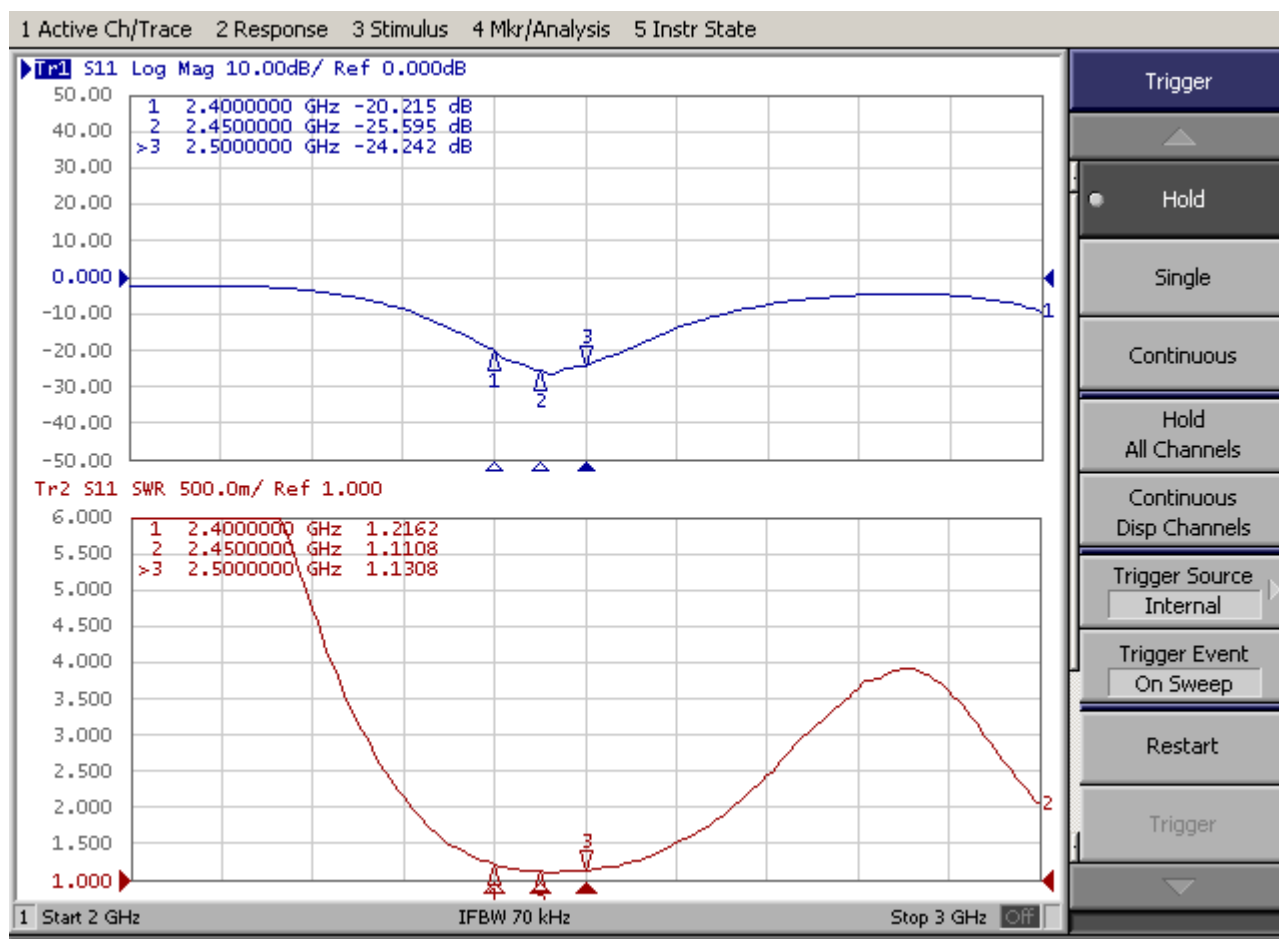 1 Active Ch/Trace 2 Response 3 Stimulus 4 Mkr/Analysis 5 Instr State
Tr1 S11 Log Mag 10.00dB/ Ref 0.000dB
50.00
40.00
30.00
20.00
10.00
0.000
-10.00
-20.00
-30.00
-40.00
-50.00
1 2.4000000 GHz -20.215 dB
2 2.4500000 GHz -25.595 dB
>3 2.5000000 GHz -24.242 dB
1
2
3
1
Tr2 S11 SWR 500.0m/ Ref 1.000
6.000
5.500
5.000
4.500
4.000
3.500
3.000
2.500
2.000
1.500
1.000
1 2.4000000 GHz 1.2162
2 2.4500000 GHz 1.1108
>3 2.5000000 GHz 1.1308
3
2
1 Start 2 GHz IFBW 70 kHz Stop 3 GHz Off
Trigger
Hold
Single
Continuous
Hold
All Channels
Continuous
Disp Channels
Trigger Source
Internal
Trigger Event
On Sweep
Restart
Trigger